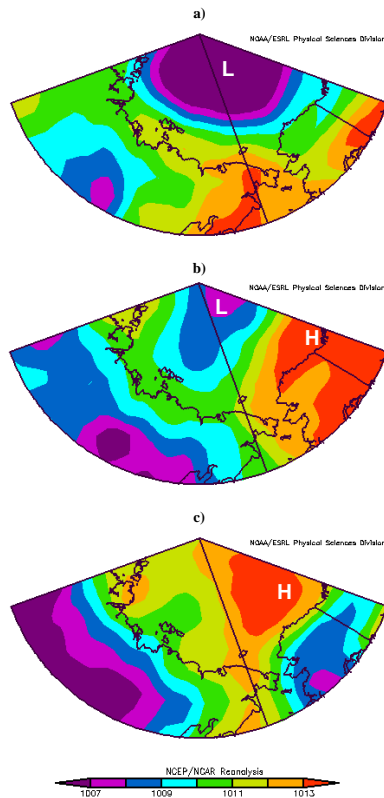 a)
NOAA/ESRL Physical Sciences Division
L
b)
NOAA/ESRL Physical Sciences Division
L
H
c)
NOAA/ESRL Physical Sciences Division
H
NCEP/NCAR Reanalysis
1007 1009 1011 1013